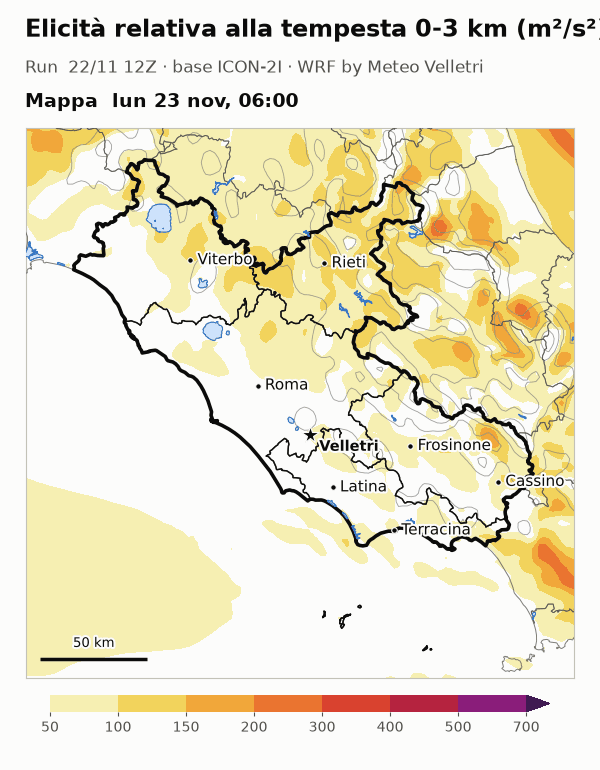 Elicità relativa alla tempesta 0-3 km (m²/s²)
Run  22/11 12Z · base ICON-2I · WRF by Meteo Velletri
Mappa  lun 23 nov, 06:00
Viterbo
Rieti
Roma
Velletri
Frosinone
Latina
Cassino
Terracina
50 km
50 100 150 200 300 400 500 700